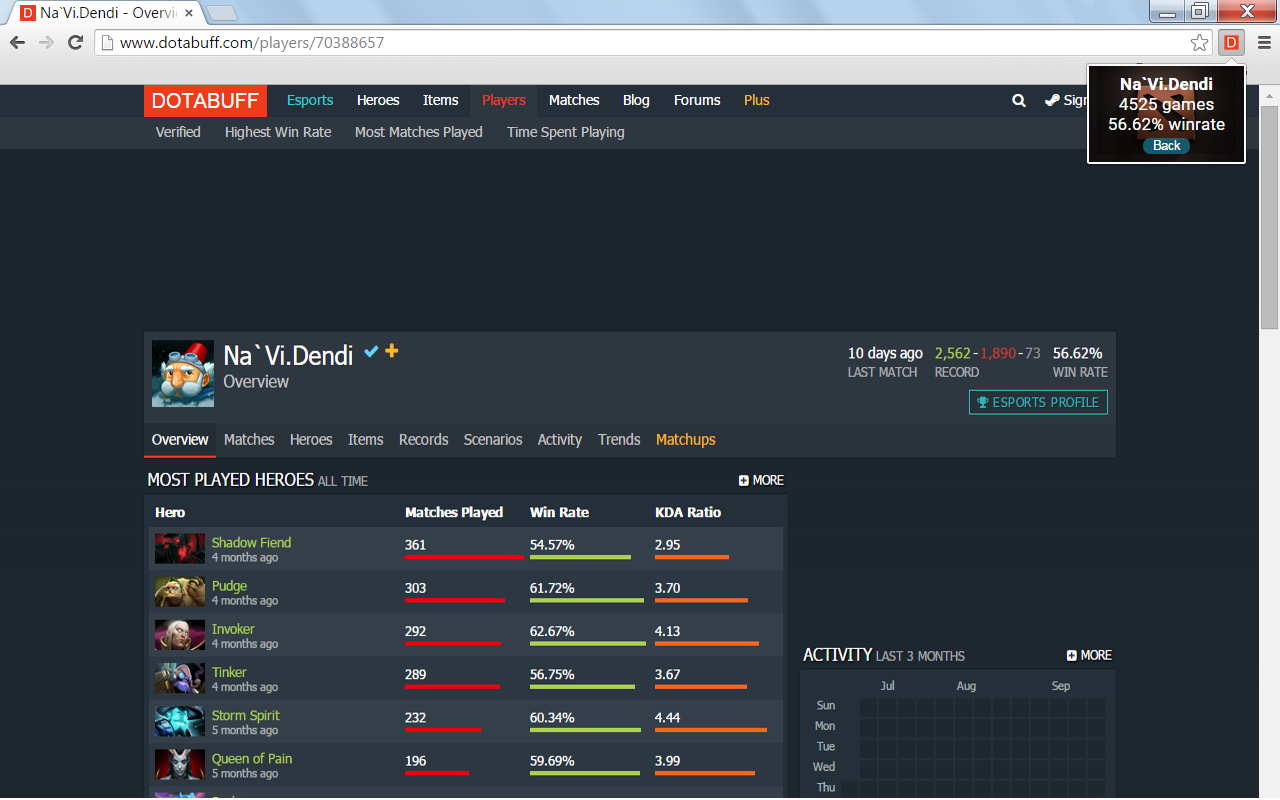 Na`Vi.Dendi - Overvi
www.dotabuff.com/players/70388657
Na`Vi.Dendi
4525 games
56.62% winrate
Back
DOTABUFF Esports Heroes Items Players Matches Blog Forums Plus Sign
Verified Highest Win Rate Most Matches Played Time Spent Playing
Na`Vi.Dendi
Overview
10 days ago 2,562-1,890-73 56.62%
LAST MATCH RECORD WIN RATE
ESPORTS PROFILE
Overview Matches Heroes Items Records Scenarios Activity Trends Matchups
MOST PLAYED HEROES ALL TIME MORE
Hero Matches Played Win Rate KDA Ratio
Shadow Fiend 361 54.57% 2.95
4 months ago
Pudge 303 61.72% 3.70
4 months ago
Invoker 292 62.67% 4.13
4 months ago
Tinker 289 56.75% 3.67
4 months ago
Storm Spirit 232 60.34% 4.44
5 months ago
Queen of Pain 196 59.69% 3.99
5 months ago
ACTIVITY LAST 3 MONTHS MORE
Jul Aug Sep
Sun
Mon
Tue
Wed
Thu